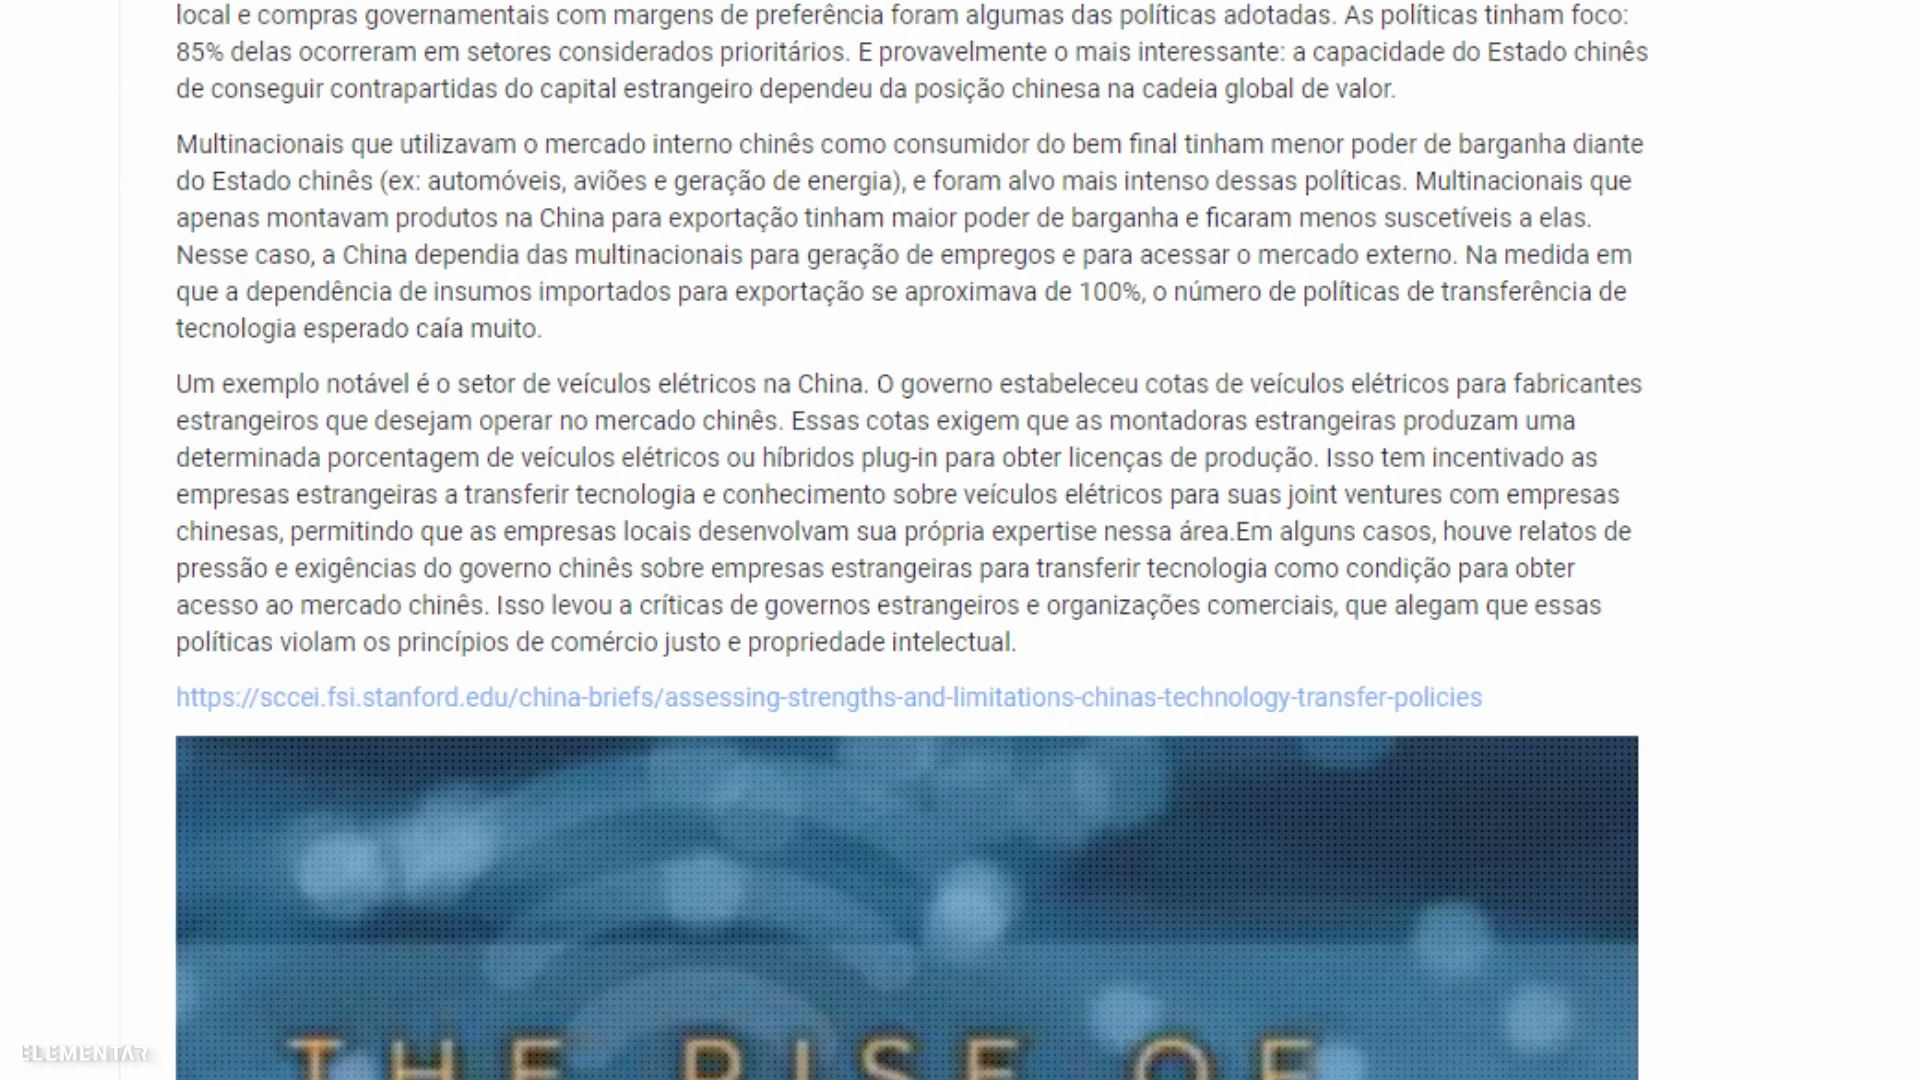 local e compras governamentais com margens de preferência foram algumas das políticas adotadas. As políticas tinham foco:
85% delas ocorreram em setores considerados prioritários. E provavelmente o mais interessante: a capacidade do Estado chinês
de conseguir contrapartidas do capital estrangeiro dependeu da posição chinesa na cadeia global de valor.
Multinacionais que utilizavam o mercado interno chinês como consumidor do bem final tinham menor poder de barganha diante
do Estado chinês (ex: automóveis, aviões e geração de energia), e foram alvo mais intenso dessas políticas. Multinacionais que
apenas montavam produtos na China para exportação tinham maior poder de barganha e ficaram menos suscetíveis a elas.
Nesse caso, a China dependia das multinacionais para geração de empregos e para acessar o mercado externo. Na medida em
que a dependência de insumos importados para exportação se aproximava de 100%, o número de políticas de transferência de
tecnologia esperado caía muito.
Um exemplo notável é o setor de veículos elétricos na China. O governo estabeleceu cotas de veículos elétricos para fabricantes
estrangeiros que desejam operar no mercado chinês. Essas cotas exigem que as montadoras estrangeiras produzam uma
determinada porcentagem de veículos elétricos ou híbridos plug-in para obter licenças de produção. Isso tem incentivado as
empresas estrangeiras a transferir tecnologia e conhecimento sobre veículos elétricos para suas joint ventures com empresas
chinesas, permitindo que as empresas locais desenvolvam sua própria expertise nessa área.Em alguns casos, houve relatos de
pressão e exigências do governo chinês sobre empresas estrangeiras para transferir tecnologia como condição para obter
acesso ao mercado chinês. Isso levou a críticas de governos estrangeiros e organizações comerciais, que alegam que essas
políticas violam os princípios de comércio justo e propriedade intelectual.
https://sccei.fsi.stanford.edu/china-briefs/assessing-strengths-and-limitations-chinas-technology-transfer-policies
THE RISE OF
ELEMENTAR